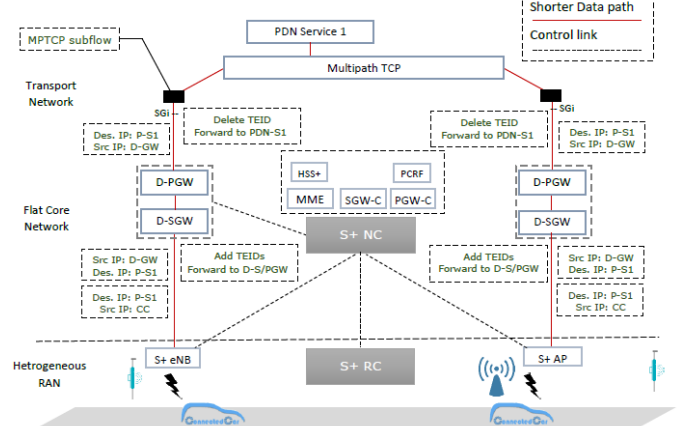 Shorter Data path
Control link
PDN Service 1
MPTCP subflow
Multipath TCP
Transport
Network
SGi
SGi
Delete TEID
Forward to PDN-S1
Delete TEID
Forward to PDN-S1
Des. IP: P-S1
Src IP: D-GW
Des. IP: P-S1
Src IP: D-GW
HSS+
PCRF
MME
SGW-C
PGW-C
S+ NC
D-PGW
D-SGW
D-PGW
D-SGW
Flat Core
Network
Src IP: D-GW
Des. IP: P-S1
Add TEIDs
Forward to D-S/PGW
Add TEIDs
Forward to D-S/PGW
Src IP: D-GW
Des. IP: P-S1
Des. IP: P-S1
Src IP: CC
Des. IP: P-S1
Src IP: CC
Hetrogeneous
RAN
S+ eNB
S+ RC
S+ AP
ConnectedCar
ConnectedCar